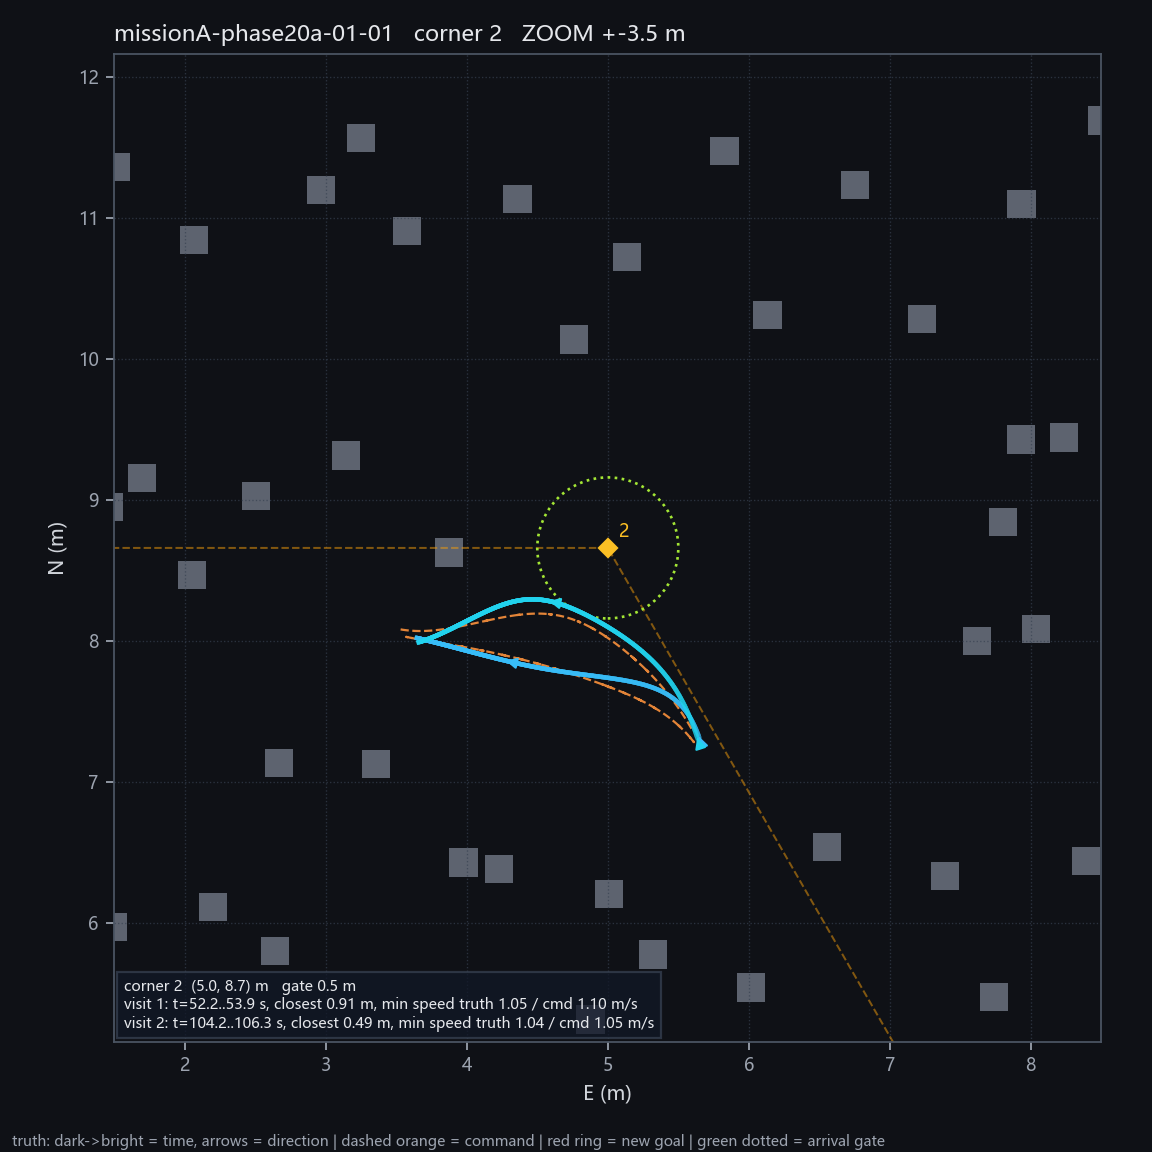 missionA-phase20a-01-01 corner 2 ZOOM +-3.5 m
12
11
10
9
8
7
6
N (m)
2
corner 2 (5.0, 8.7) m gate 0.5 m
visit 1: t=52.2..53.9 s, closest 0.91 m, min speed truth 1.05 / cmd 1.10 m/s
visit 2: t=104.2..106.3 s, closest 0.49 m, min speed truth 1.04 / cmd 1.05 m/s
2 3 4 5 6 7 8
E (m)
truth: dark->bright = time, arrows = direction | dashed orange = command | red ring = new goal | green dotted = arrival gate